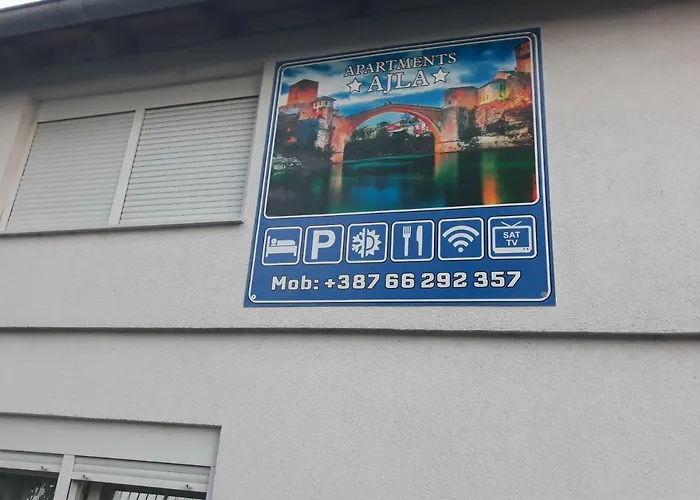 APARTMENTS
AJLA
P
SAT
TV
Mob: +387 66 292 357